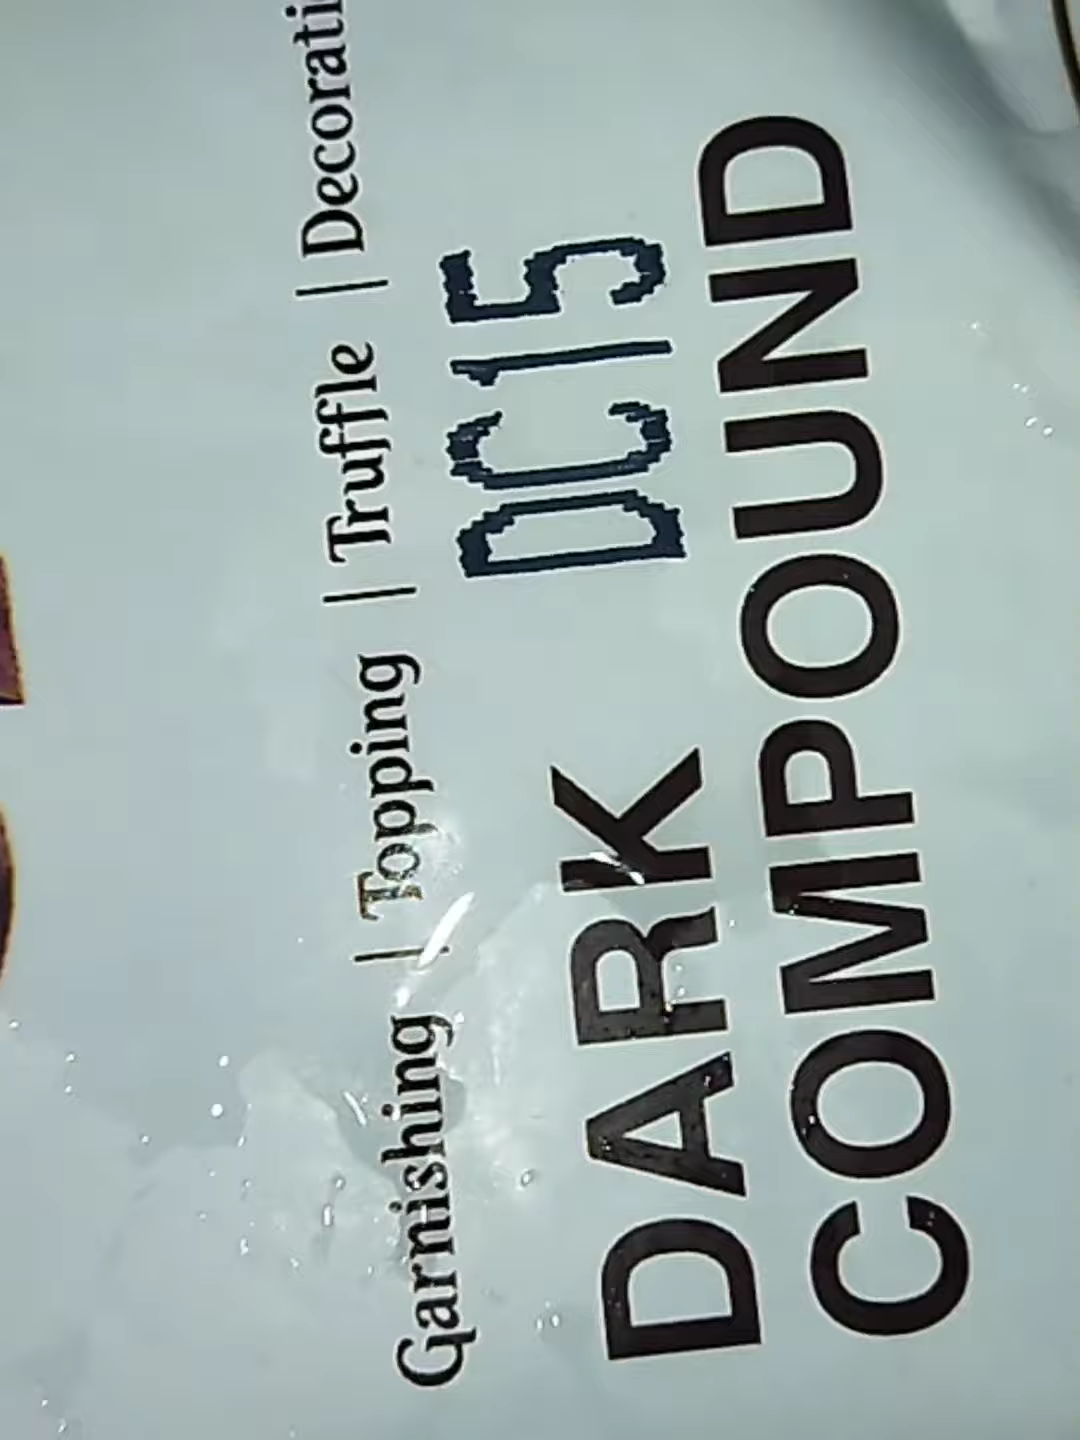 Garnishing | Topping | Truffle | Decorati
DC15
DARK
COMPOUND